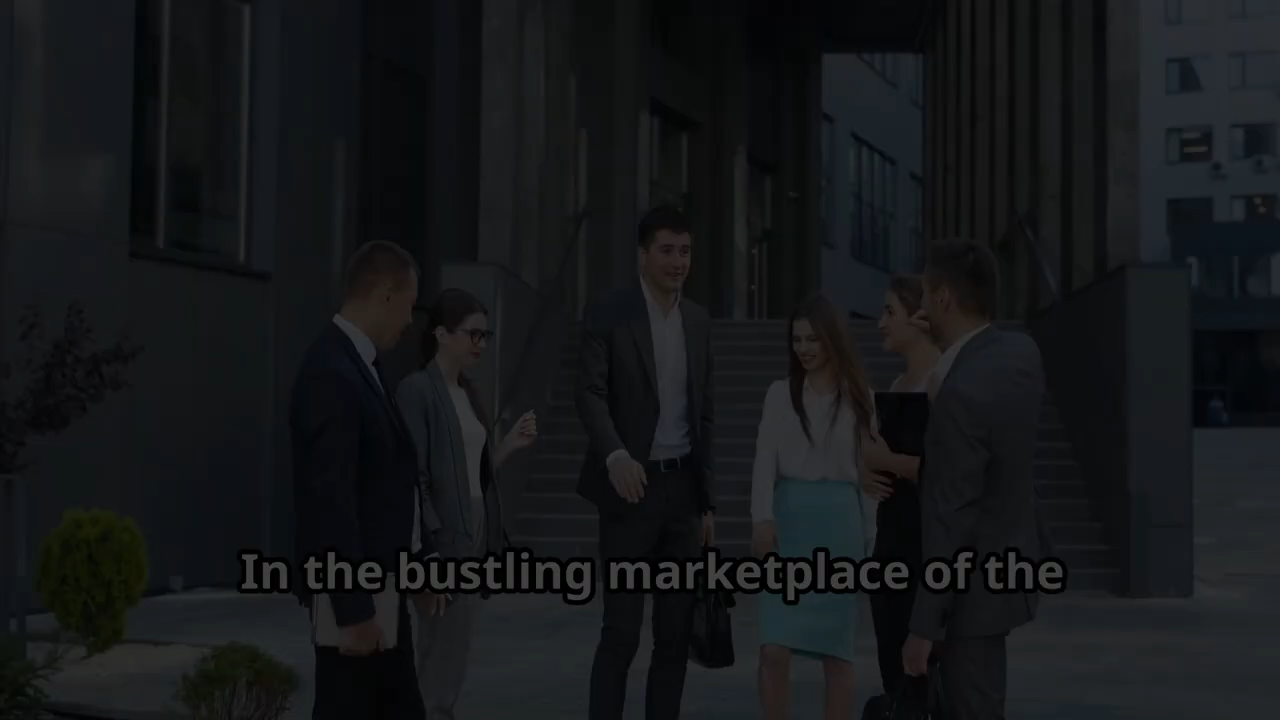 In the bustling marketplace of the